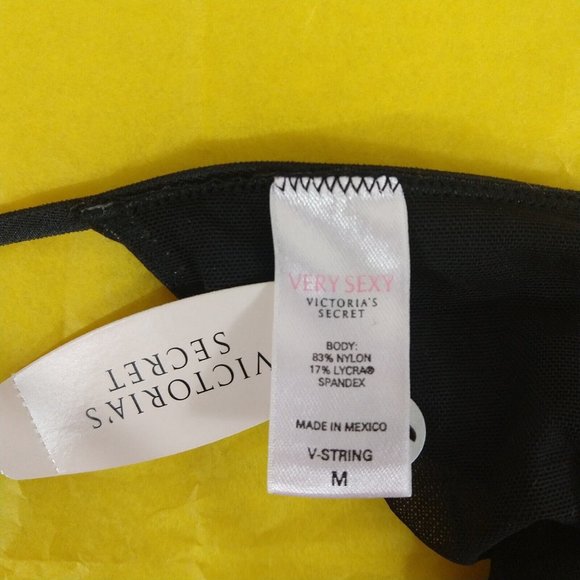 VERY SEXY
VICTORIA'S
SECRET
BODY:
83% NYLON
17% LYCRA®
SPANDEX
MADE IN MEXICO
V-STRING
M
VICTORIA'S
SECRET